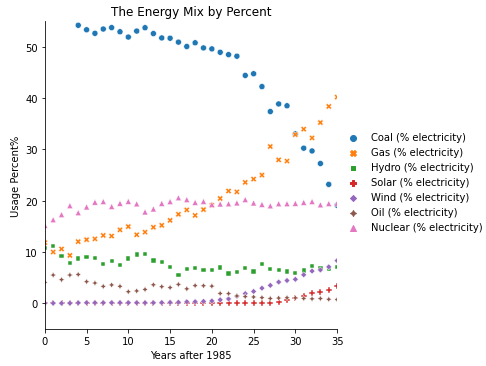 The Energy Mix by Percent
50
40
30
20
10
0
Usage Percent%
0 5 10 15 20 25 30 35
Years after 1985
Coal (% electricity)
Gas (% electricity)
Hydro (% electricity)
Solar (% electricity)
Wind (% electricity)
Oil (% electricity)
Nuclear (% electricity)